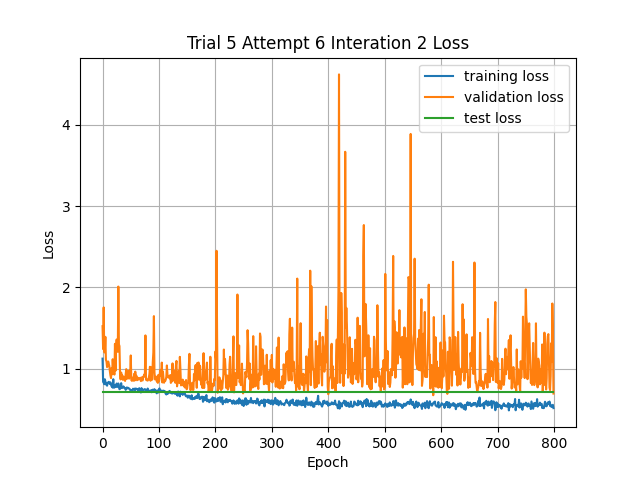 Trial 5 Attempt 6 Interation 2 Loss
training loss
validation loss
test loss
4
3
2
1
Loss
0 100 200 300 400 500 600 700 800
Epoch